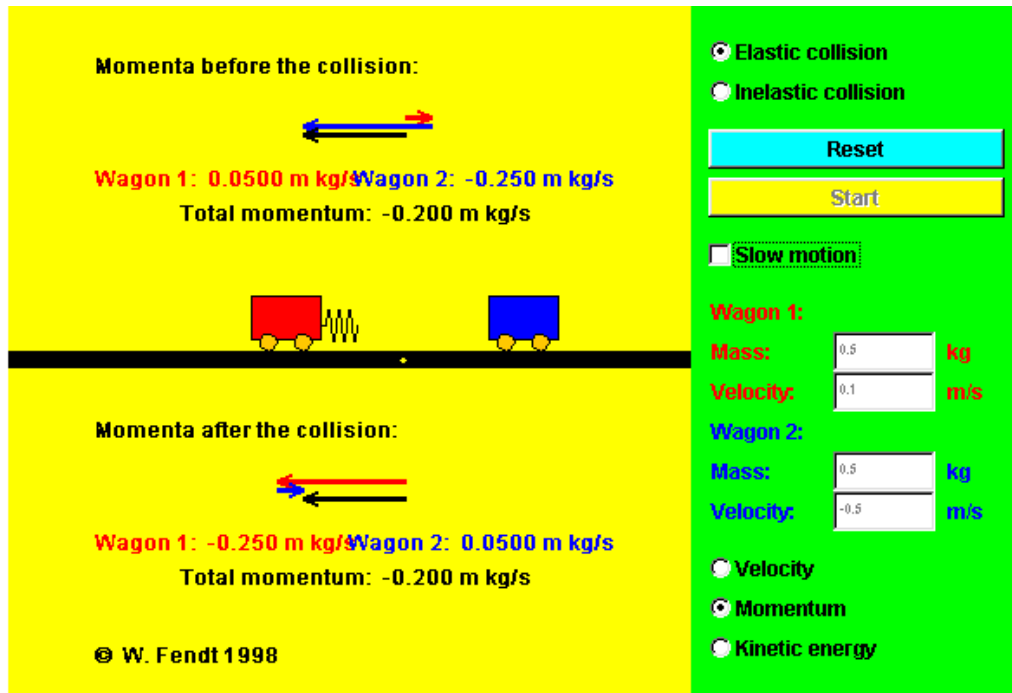 Momenta before the collision:
Wagon 1: 0.0500 m kg/s Wagon 2: -0.250 m kg/s
Total momentum: -0.200 m kg/s
Momenta after the collision:
Wagon 1: -0.250 m kg/s Wagon 2: 0.0500 m kg/s
Total momentum: -0.200 m kg/s
© W. Fendt 1998
Elastic collision
Inelastic collision
Reset
Start
Slow motion
Wagon 1:
Mass: 0.5 kg
Velocity: 0.1 m/s
Wagon 2:
Mass: 0.5 kg
Velocity: -0.5 m/s
Velocity
Momentum
Kinetic energy